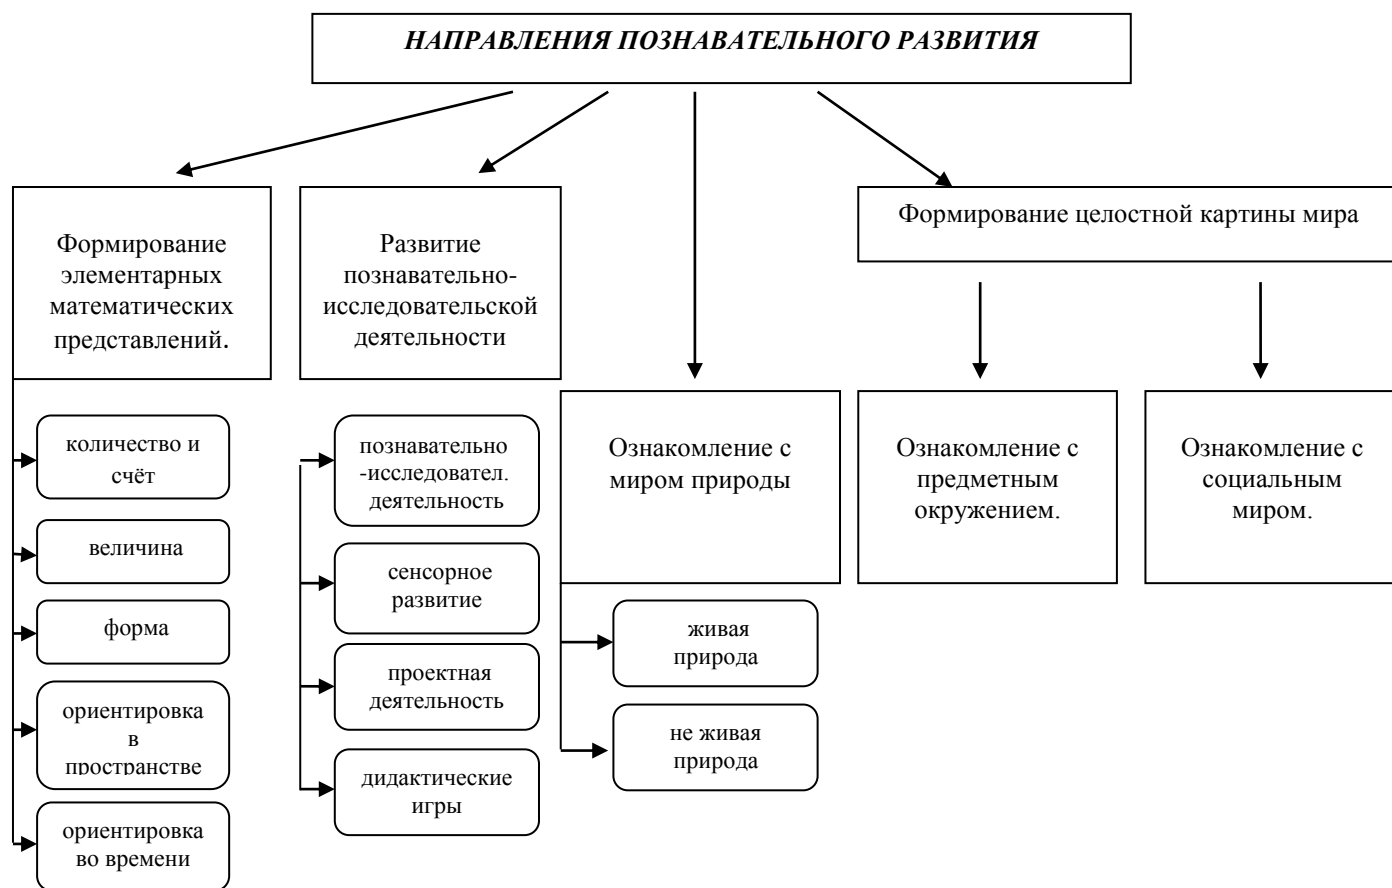 НАПРАВЛЕНИЯ ПОЗНАВАТЕЛЬНОГО РАЗВИТИЯ
Формирование
элементарных
математических
представлений.
количество и
счёт
величина
форма
ориентировка
в
пространстве
ориентировка
во времени
Развитие
познавательно-
исследовательской
деятельности
познавательно
-исследовател.
деятельность
сенсорное
развитие
проектная
деятельность
дидактические
игры
Ознакомление с
миром природы
живая
природа
не живая
природа
Формирование целостной картины мира
Ознакомление с
предметным
окружением.
Ознакомление с
социальным
миром.